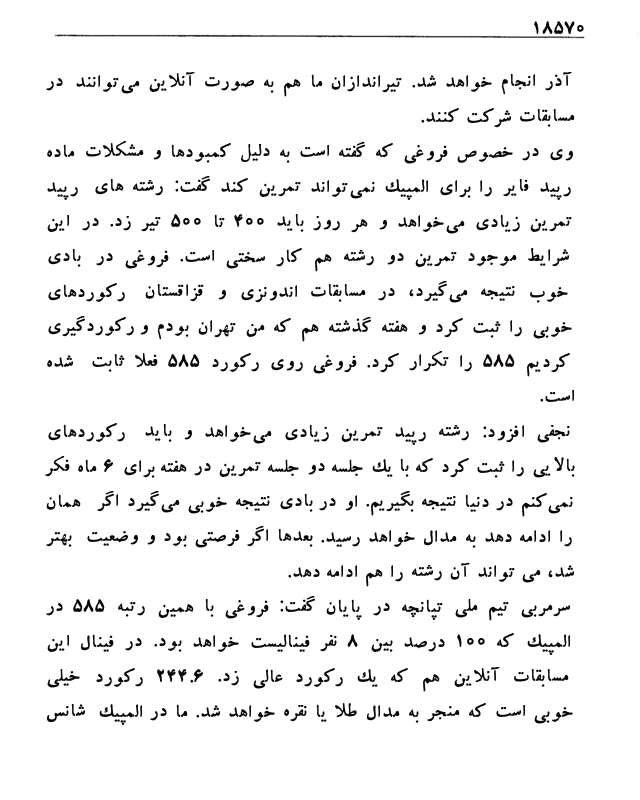 ۱۸۵۷۰
آذر انجام خواهد شد. تیراندازان ما هم به صورت آنلاین می‌توانند در
مسابقات شرکت کنند.
وی در خصوص فروغی که گفته است به دلیل کمبودها و مشکلات ماده
رپید فایر را برای المپیك نمی‌تواند تمرین کند گفت: رشته های رپید
تمرین زیادی می‌خواهد و هر روز باید ۴۰۰ تا ۵۰۰ تیر زد. در این
شرایط موجود تمرین دو رشته هم کار سختی است. فروغی در بادی
خوب نتیجه می‌گیرد، در مسابقات اندونزی و قزاقستان رکوردهای
خوبی را ثبت کرد و هفته گذشته هم که من تهران بودم و رکوردگیری
کردیم ۵۸۵ را تکرار کرد. فروغی روی رکورد ۵۸۵ فعلا ثابت شده
است.
نجفی افزود: رشته رپید تمرین زیادی می‌خواهد و باید رکوردهای
بالایی را ثبت کرد که با یك جلسه دو جلسه تمرین در هفته برای ۶ ماه فکر
نمی‌کنم در دنیا نتیجه بگیریم. او در بادی نتیجه خوبی می‌گیرد اگر همان
را ادامه دهد به مدال خواهد رسید. بعدها اگر فرصتی بود و وضعیت بهتر
شد، می تواند آن رشته را هم ادامه دهد.
سرمربی تیم ملی تپانچه در پایان گفت: فروغی با همین رتبه ۵۸۵ در
المپیك که ۱۰۰ درصد بین ۸ نفر فینالیست خواهد بود. در فینال این
مسابقات آنلاین هم که یك رکورد عالی زد. ۲۴۴.۶ رکورد خیلی
خوبی است که منجر به مدال طلا یا نقره خواهد شد. ما در المپیك شانس